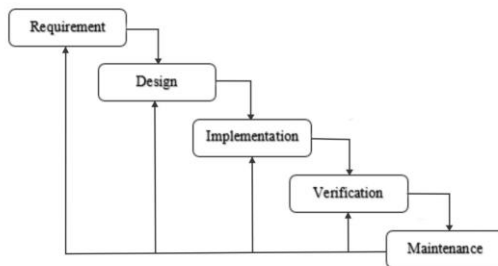 Requirement
Design
Implementation
Verification
Maintenance